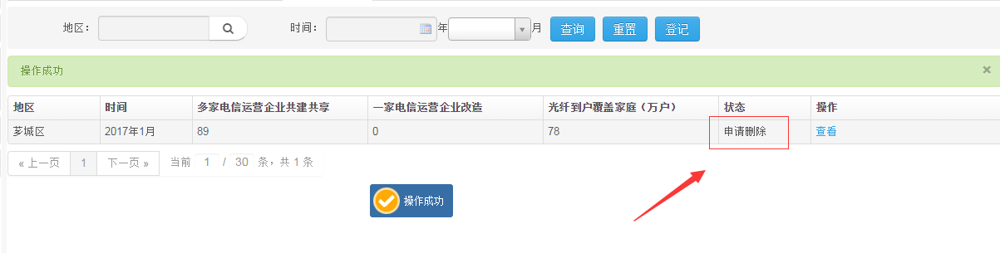 地区： 时间： 年 月 查询 重置 登记
操作成功 ×
地区 时间 多家电信运营企业共建共享 一家电信运营企业改造 光纤到户覆盖家庭（万户） 状态 操作
芗城区 2017年1月 89 0 78 申请删除 查看
« 上一页 1 下一页 » 当前 1 / 30 条，共 1 条
操作成功